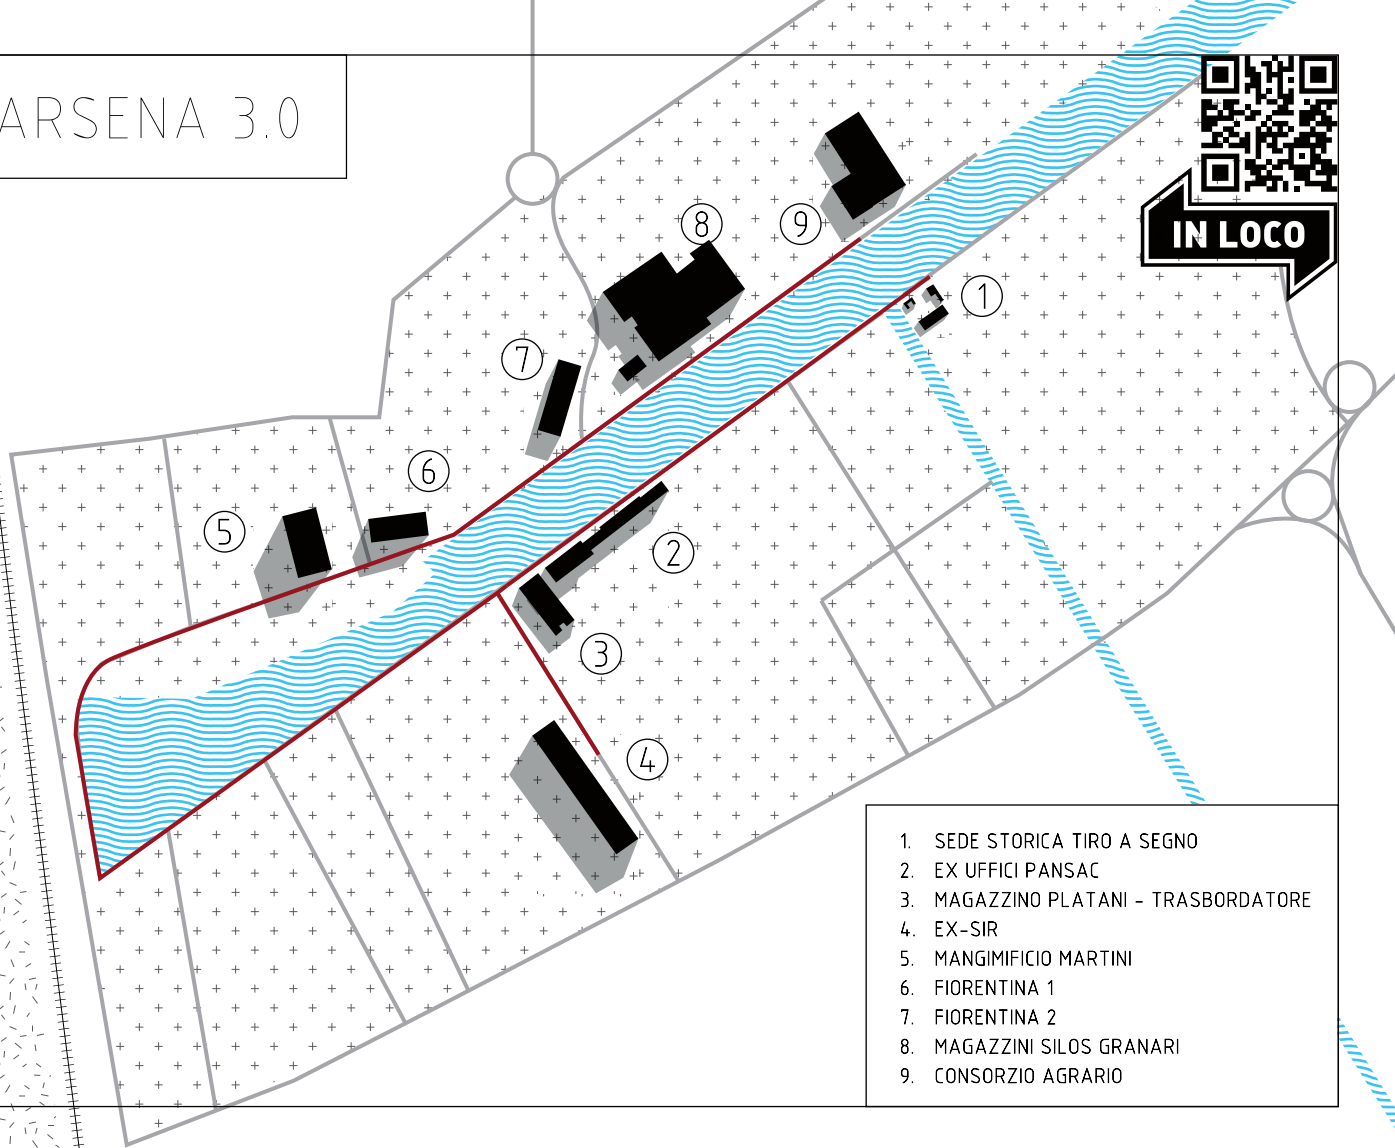 ARSENA 3.0
IN LOCO
9
8
1
7
6
5
2
3
4
1. SEDE STORICA TIRO A SEGNO
2. EX UFFICI PANSAC
3. MAGAZZINO PLATANI - TRASBORDATORE
4. EX-SIR
5. MANGIMIFICIO MARTINI
6. FIORENTINA 1
7. FIORENTINA 2
8. MAGAZZINI SILOS GRANARI
9. CONSORZIO AGRARIO